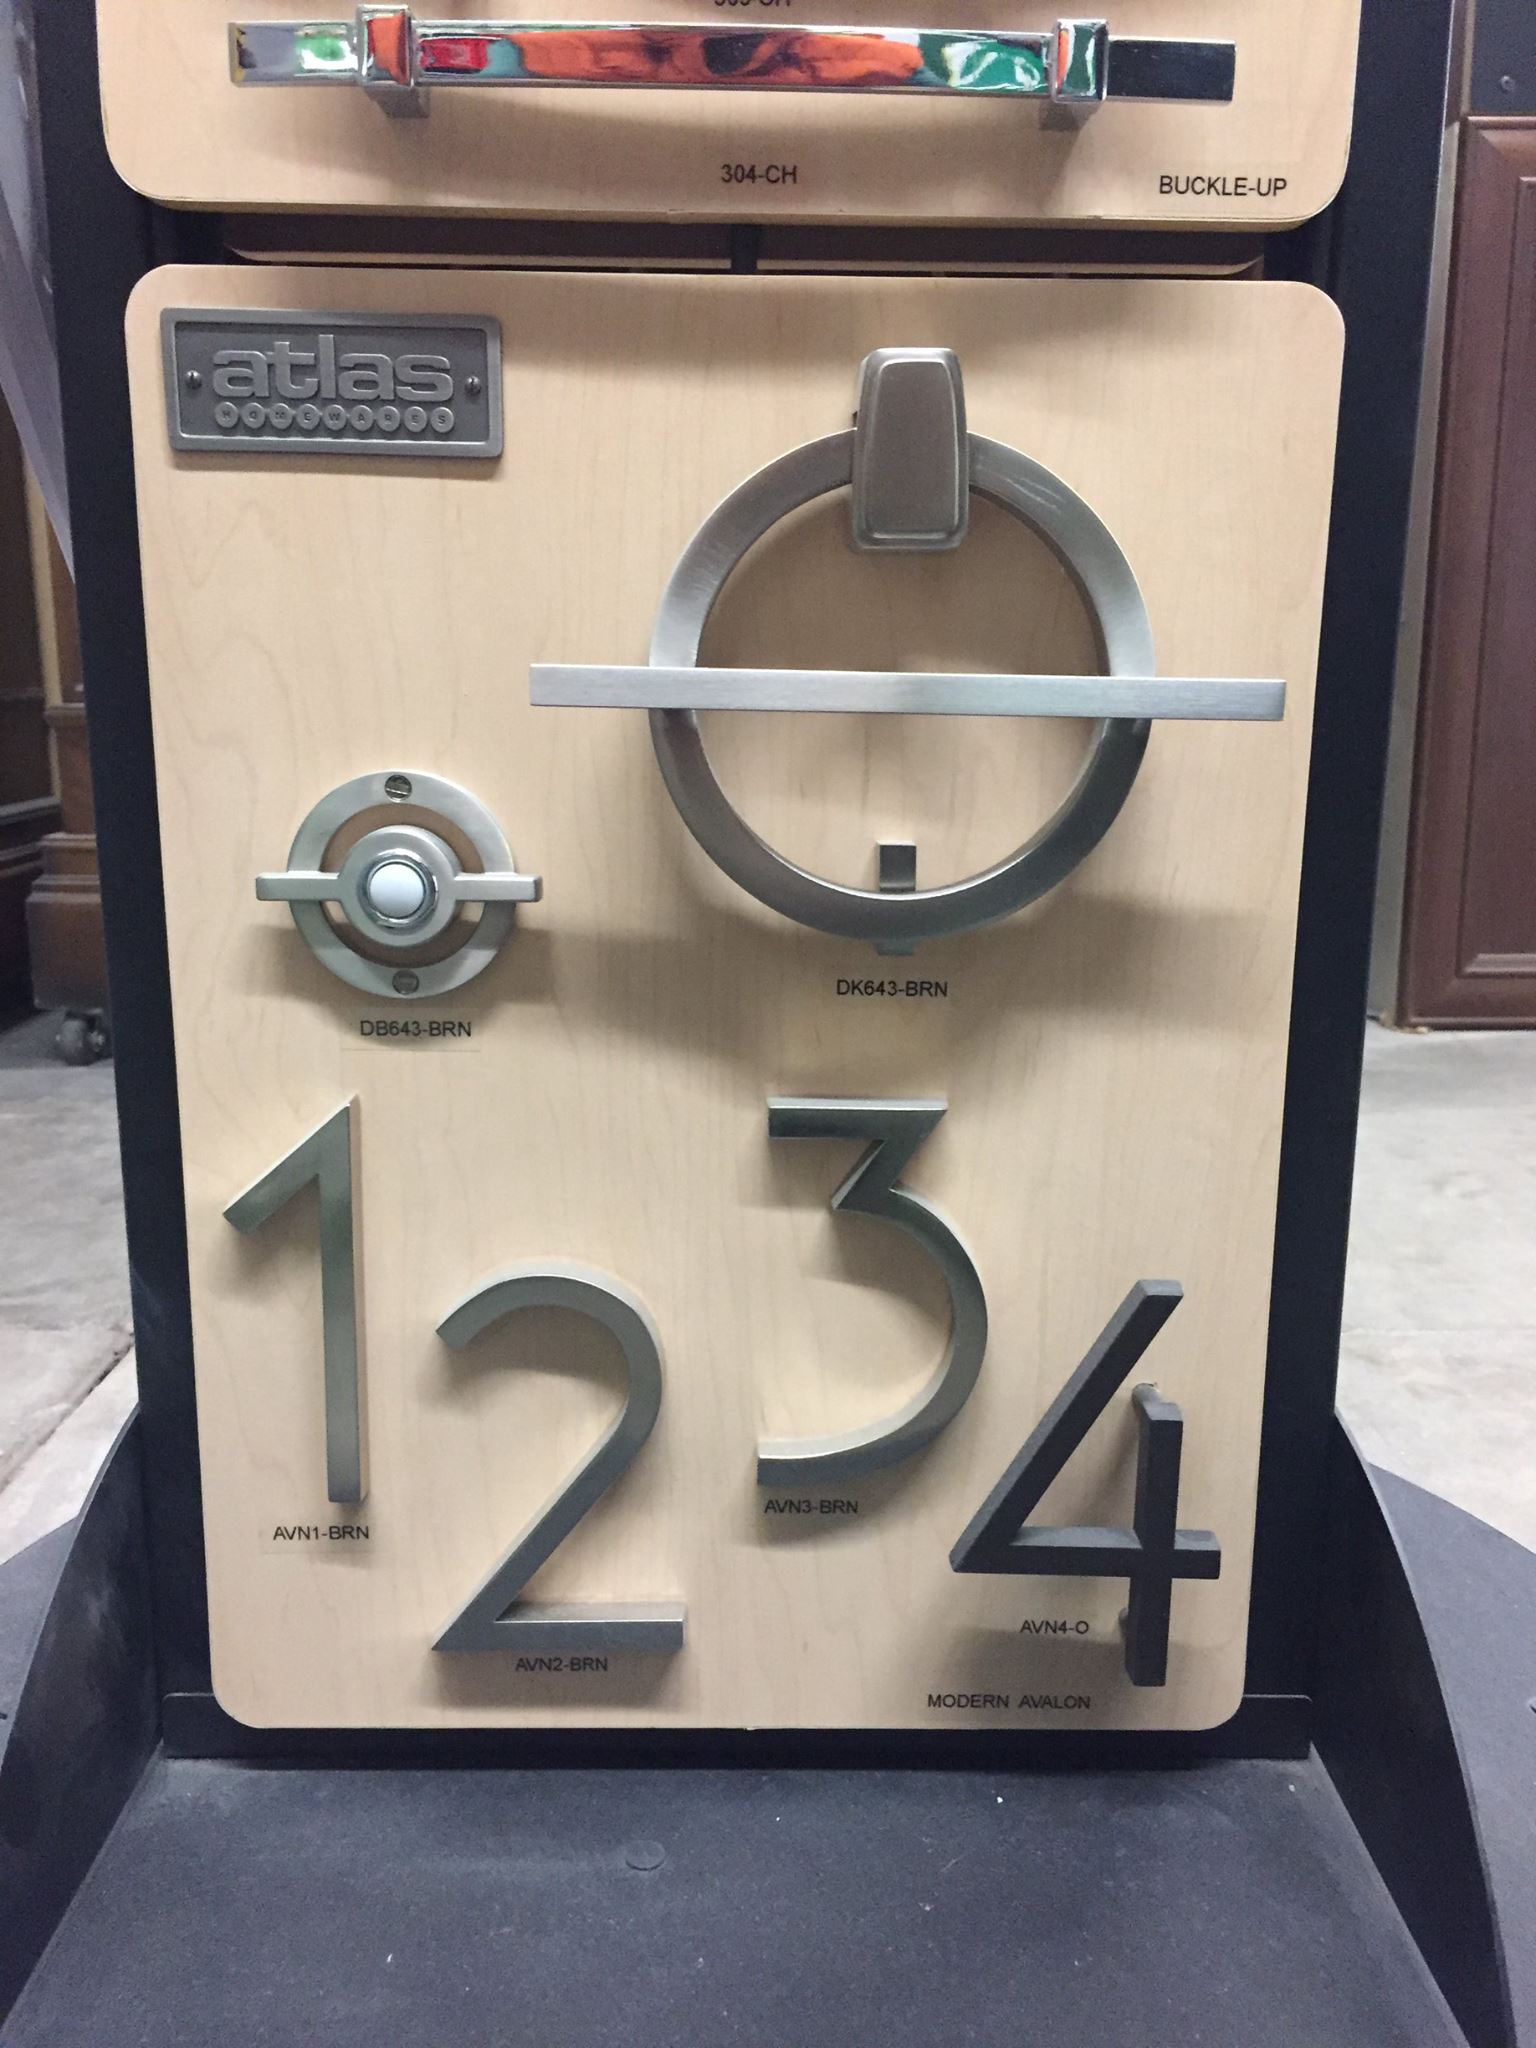 304-CH
BUCKLE-UP
atlas
HOMEWARES
DK643-BRN
DB643-BRN
1
2
3
4
AVN1-BRN
AVN3-BRN
AVN4-O
AVN2-BRN
MODERN AVALON